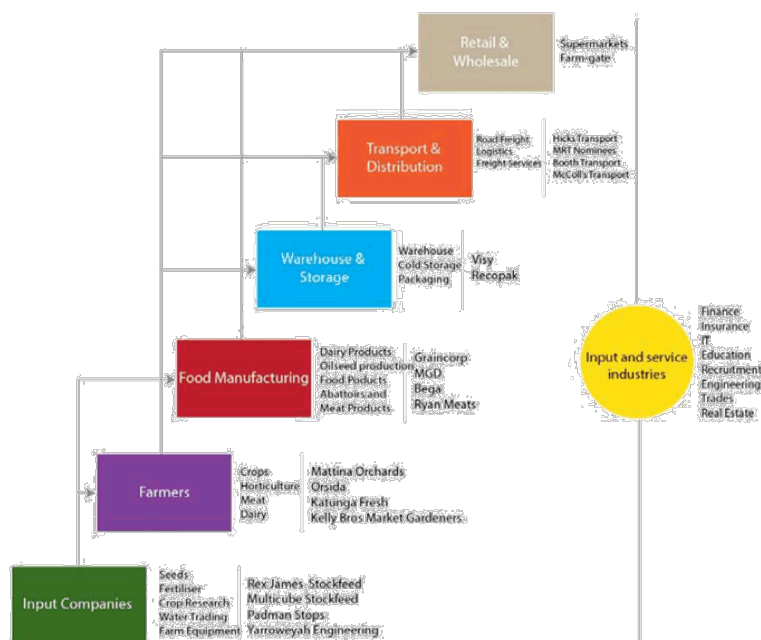 Retail &
Wholesale
Supermarkets
Farm-gate
Transport &
Distribution
Road Freight
Logistics
Freight Services
Hicks Transport
MRT Nominees
Booth Transport
McColl's Transport
Warehouse &
Storage
Warehouse
Cold Storage
Packaging
Visy
Recopak
Input and service
industries
Finance
Insurance
IT
Education
Recruitment
Engineering
Trades
Real Estate
Food Manufacturing
Dairy Products
Oilseed production
Food Poducts
Abattoirs and
Meat Products
Graincorp
MGD
Bega
Ryan Meats
Farmers
Crops
Horticulture
Meat
Dairy
Mattina Orchards
Orsida
Katunga Fresh
Kelly Bros Market Gardeners
Input Companies
Seeds
Fertiliser
Crop Research
Water Trading
Farm Equipment
Rex James Stockfeed
Multicube Stockfeed
Padman Stops
Yarroweyah Engineering